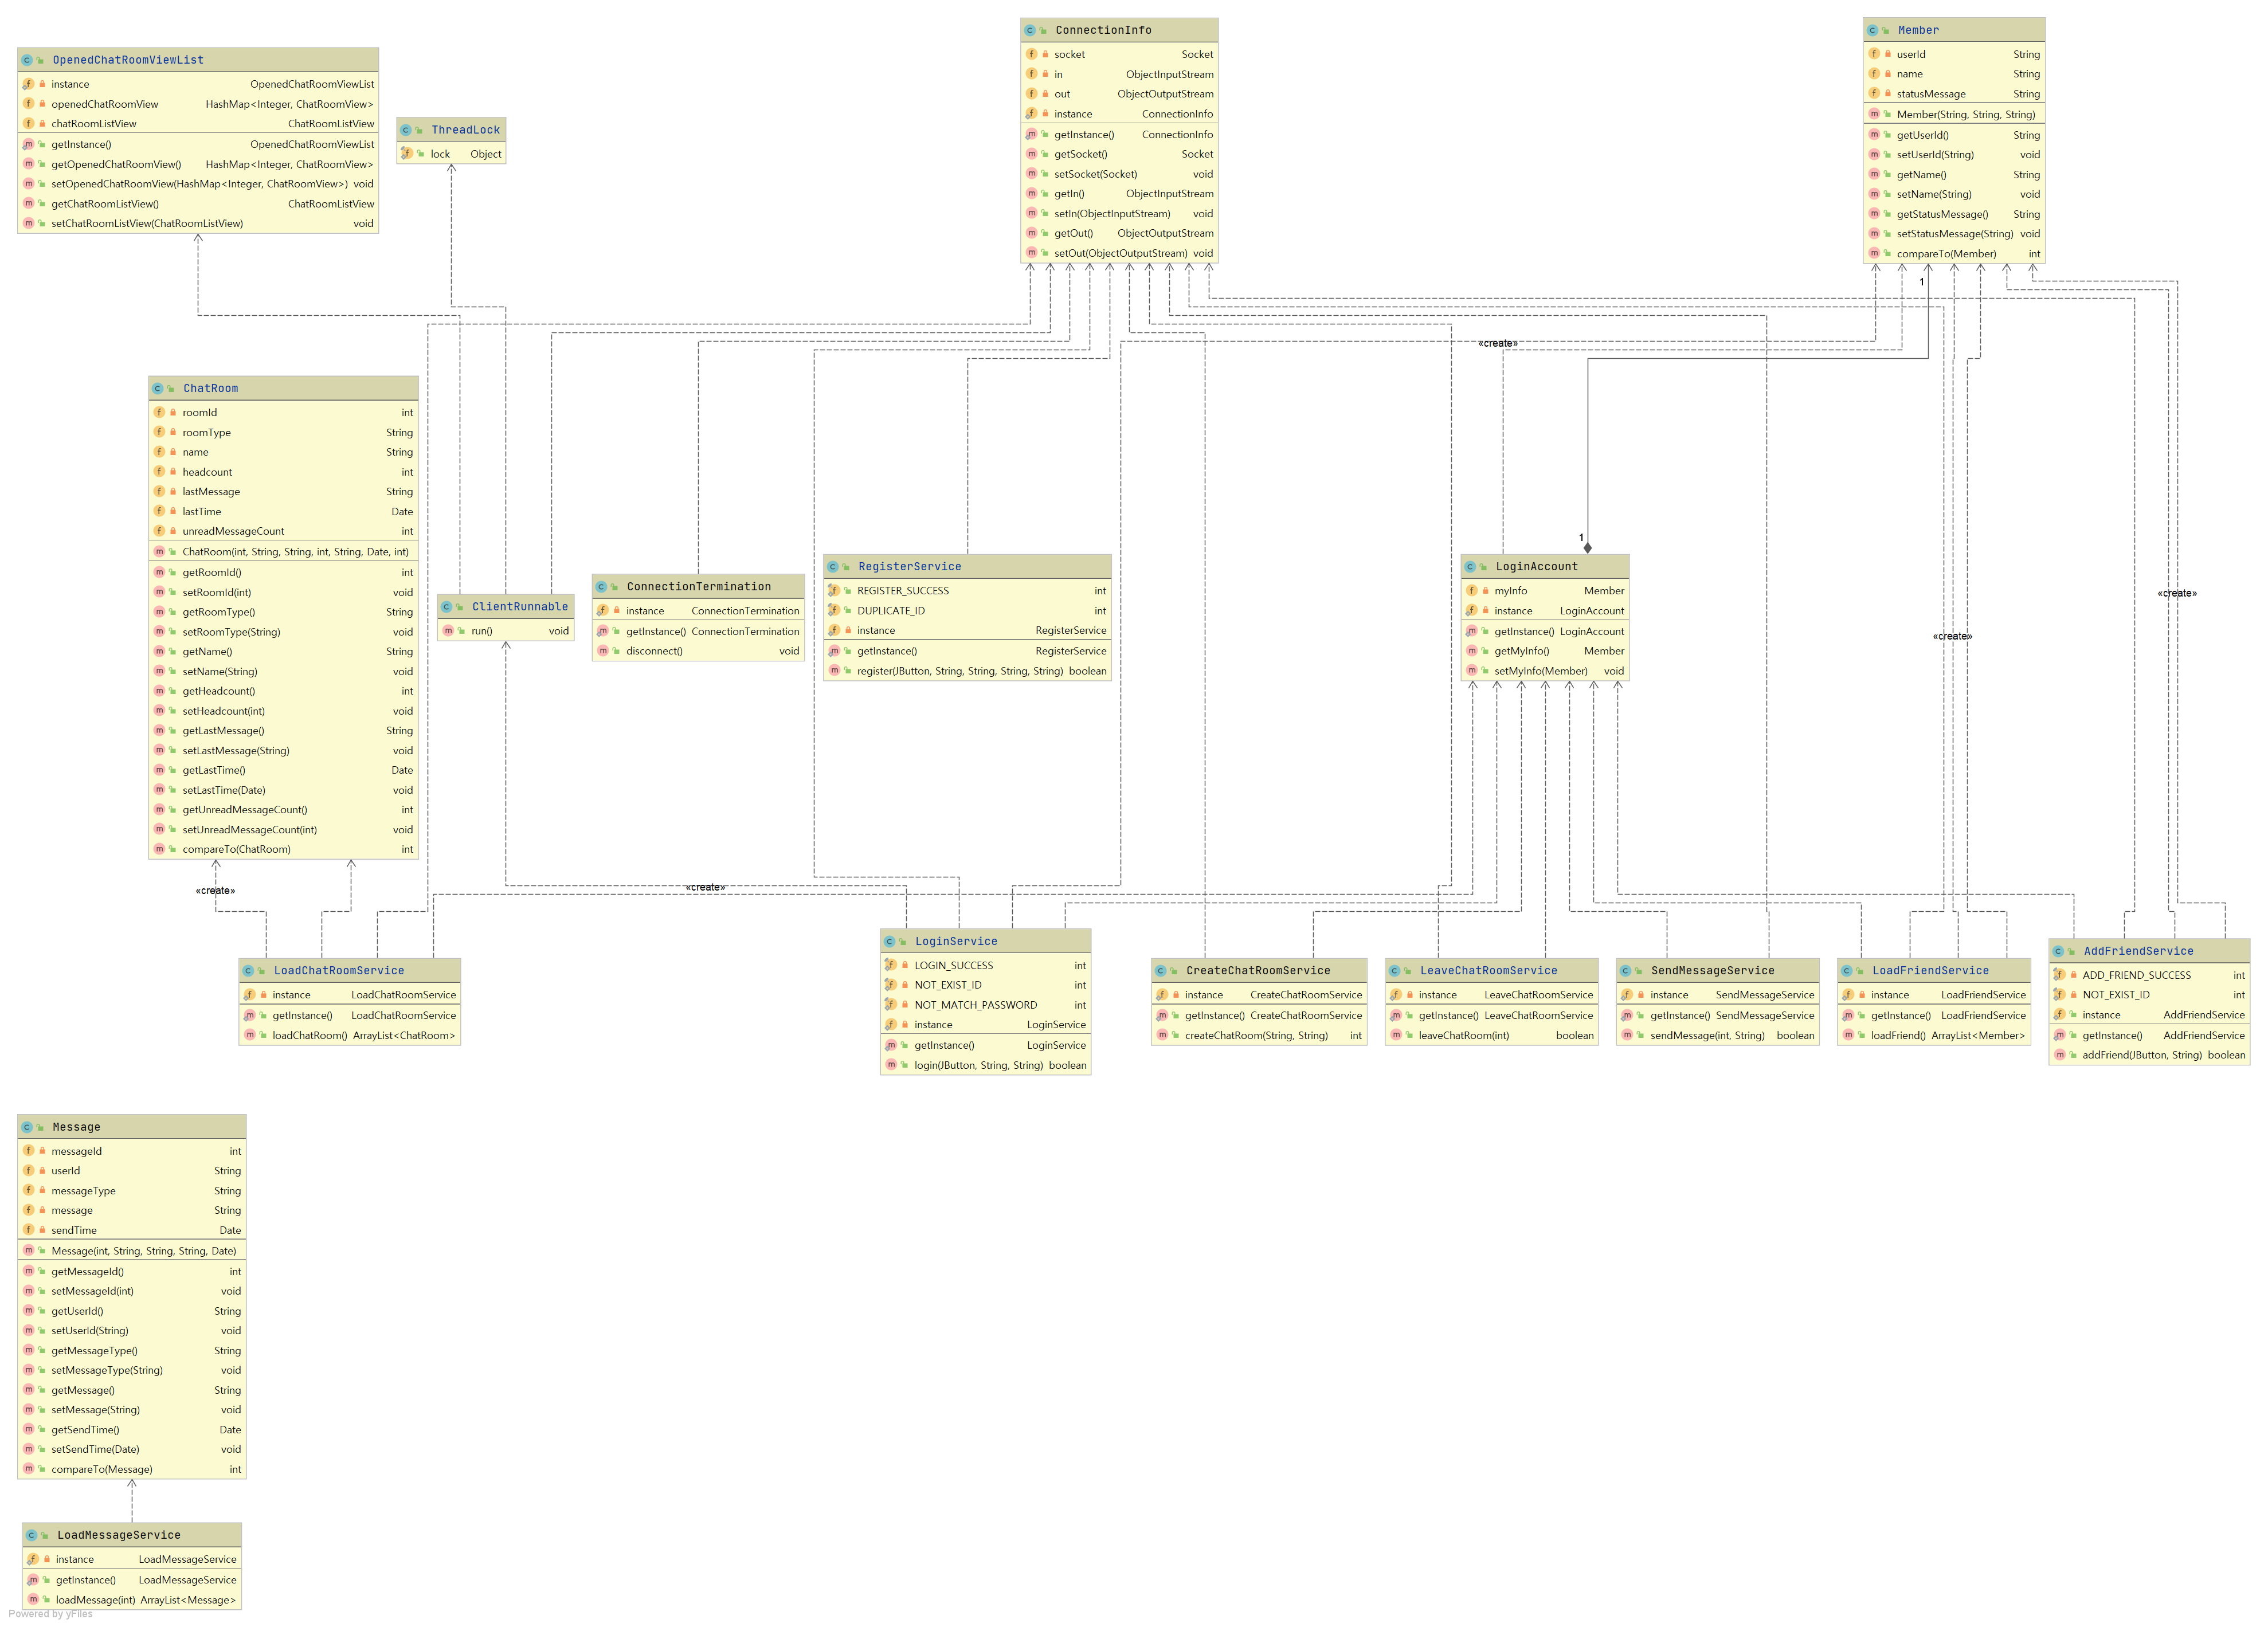 OpenedChatRoomViewList
instance OpenedChatRoomViewList
openedChatRoomView HashMap<Integer, ChatRoomView>
chatRoomListView ChatRoomListView
getInstance() OpenedChatRoomViewList
getOpenedChatRoomView() HashMap<Integer, ChatRoomView>
setOpenedChatRoomView(HashMap<Integer, ChatRoomView>) void
getChatRoomListView() ChatRoomListView
setChatRoomListView(ChatRoomListView) void
ThreadLock
lock Object
ConnectionInfo
socket Socket
in ObjectInputStream
out ObjectOutputStream
instance ConnectionInfo
getInstance() ConnectionInfo
getSocket() Socket
setSocket(Socket) void
getIn() ObjectInputStream
setIn(ObjectInputStream) void
getOut() ObjectOutputStream
setOut(ObjectOutputStream) void
Member
userId String
name String
statusMessage String
Member(String, String, String)
getUserId() String
setUserId(String) void
getName() String
setName(String) void
getStatusMessage() String
setStatusMessage(String) void
compareTo(Member) int
1
«create»
ChatRoom
roomId int
roomType String
name String
headcount int
lastMessage String
lastTime Date
unreadMessageCount int
ChatRoom(int, String, String, int, String, Date, int)
getRoomId() int
setRoomId(int) void
getRoomType() String
setRoomType(String) void
getName() String
setName(String) void
getHeadcount() int
setHeadcount(int) void
getLastMessage() String
setLastMessage(String) void
getLastTime() Date
setLastTime(Date) void
getUnreadMessageCount() int
setUnreadMessageCount(int) void
compareTo(ChatRoom) int
ClientRunnable
run() void
ConnectionTermination
instance ConnectionTermination
getInstance() ConnectionTermination
disconnect() void
RegisterService
REGISTER_SUCCESS int
DUPLICATE_ID int
instance RegisterService
getInstance() RegisterService
register(JButton, String, String, String, String) boolean
1
LoginAccount
myInfo Member
instance LoginAccount
getInstance() LoginAccount
getMyInfo() Member
setMyInfo(Member) void
«create»
«create»
«create»
«create»
LoadChatRoomService
instance LoadChatRoomService
getInstance() LoadChatRoomService
loadChatRoom() ArrayList<ChatRoom>
LoginService
LOGIN_SUCCESS int
NOT_EXIST_ID int
NOT_MATCH_PASSWORD int
instance LoginService
getInstance() LoginService
login(JButton, String, String) boolean
CreateChatRoomService
instance CreateChatRoomService
getInstance() CreateChatRoomService
createChatRoom(String, String) int
LeaveChatRoomService
instance LeaveChatRoomService
getInstance() LeaveChatRoomService
leaveChatRoom(int) boolean
SendMessageService
instance SendMessageService
getInstance() SendMessageService
sendMessage(int, String) boolean
LoadFriendService
instance LoadFriendService
getInstance() LoadFriendService
loadFriend() ArrayList<Member>
AddFriendService
ADD_FRIEND_SUCCESS int
NOT_EXIST_ID int
instance AddFriendService
getInstance() AddFriendService
addFriend(JButton, String) boolean
Message
messageId int
userId String
messageType String
message String
sendTime Date
Message(int, String, String, String, Date)
getMessageId() int
setMessageId(int) void
getUserId() String
setUserId(String) void
getMessageType() String
setMessageType(String) void
getMessage() String
setMessage(String) void
getSendTime() Date
setSendTime(Date) void
compareTo(Message) int
LoadMessageService
instance LoadMessageService
getInstance() LoadMessageService
loadMessage(int) ArrayList<Message>
Powered by yFiles